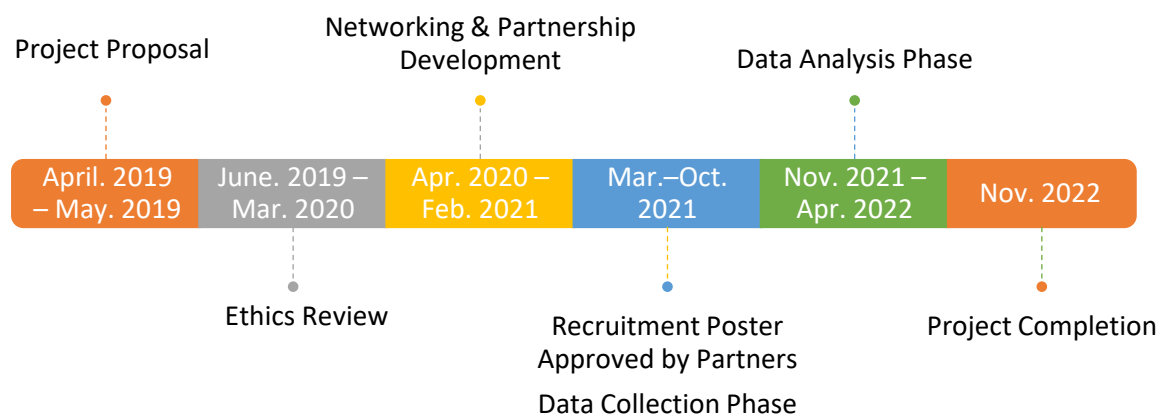 Networking & Partnership
Development
Project Proposal
Data Analysis Phase
April. 2019
– May. 2019
June. 2019 –
Mar. 2020
Apr. 2020 –
Feb. 2021
Mar.–Oct.
2021
Nov. 2021 –
Apr. 2022
Nov. 2022
Ethics Review
Recruitment Poster
Approved by Partners
Data Collection Phase
Project Completion